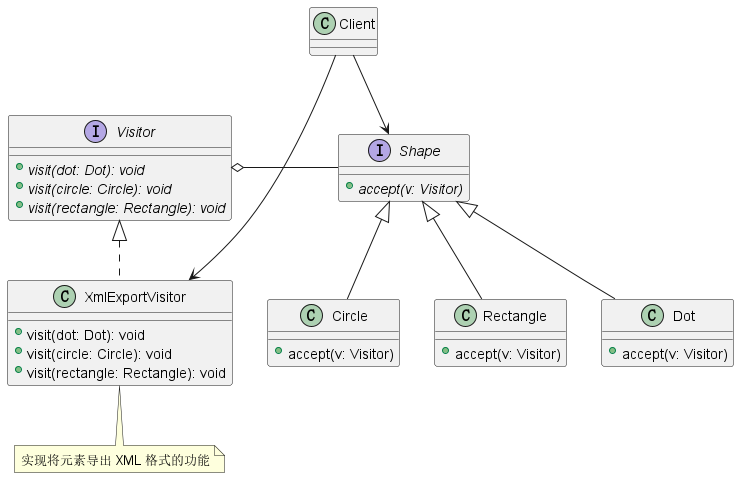 C Client
I Visitor
visit(dot: Dot): void
visit(circle: Circle): void
visit(rectangle: Rectangle): void
I Shape
accept(v: Visitor)
C XmlExportVisitor
visit(dot: Dot): void
visit(circle: Circle): void
visit(rectangle: Rectangle): void
C Circle
accept(v: Visitor)
C Rectangle
accept(v: Visitor)
C Dot
accept(v: Visitor)
实现将元素导出 XML 格式的功能